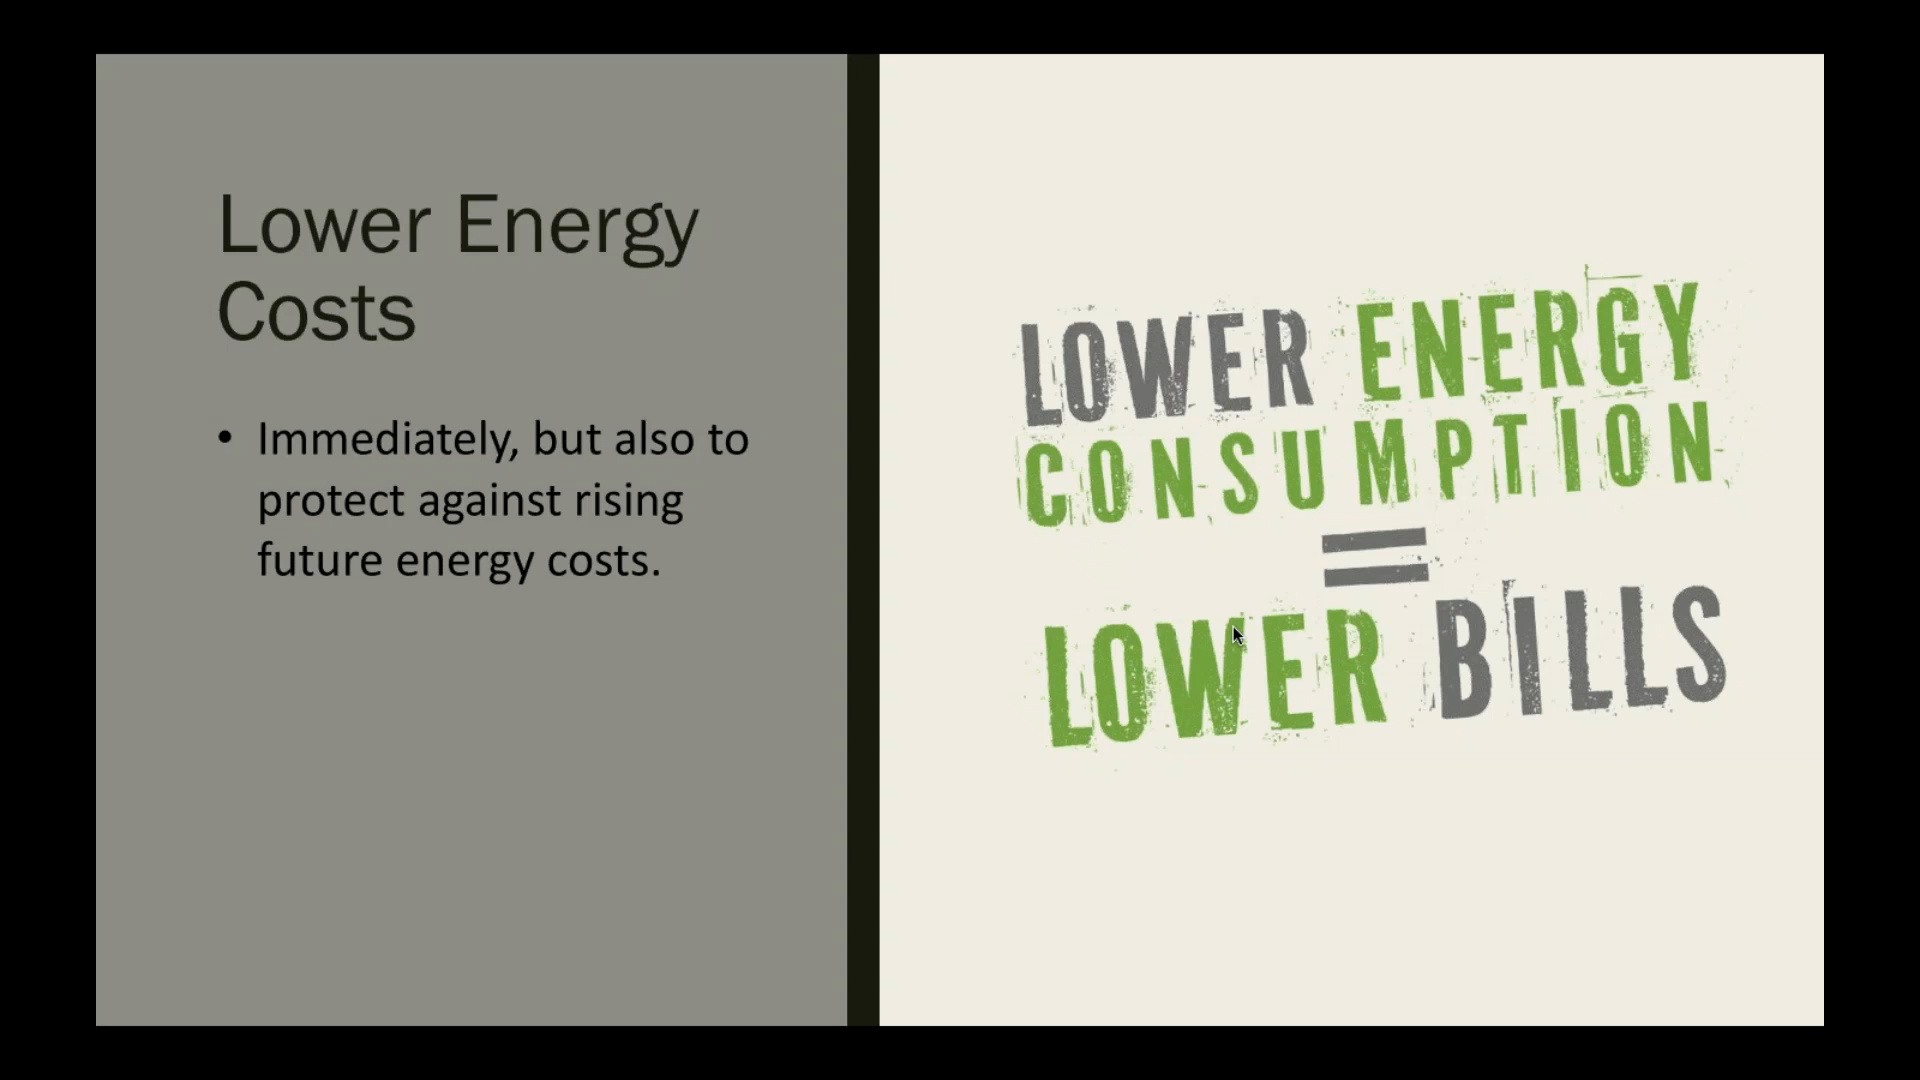 Lower Energy
Costs
• Immediately, but also to
protect against rising
future energy costs.
LOWER ENERGY
CONSUMPTION
=
LOWER BILLS